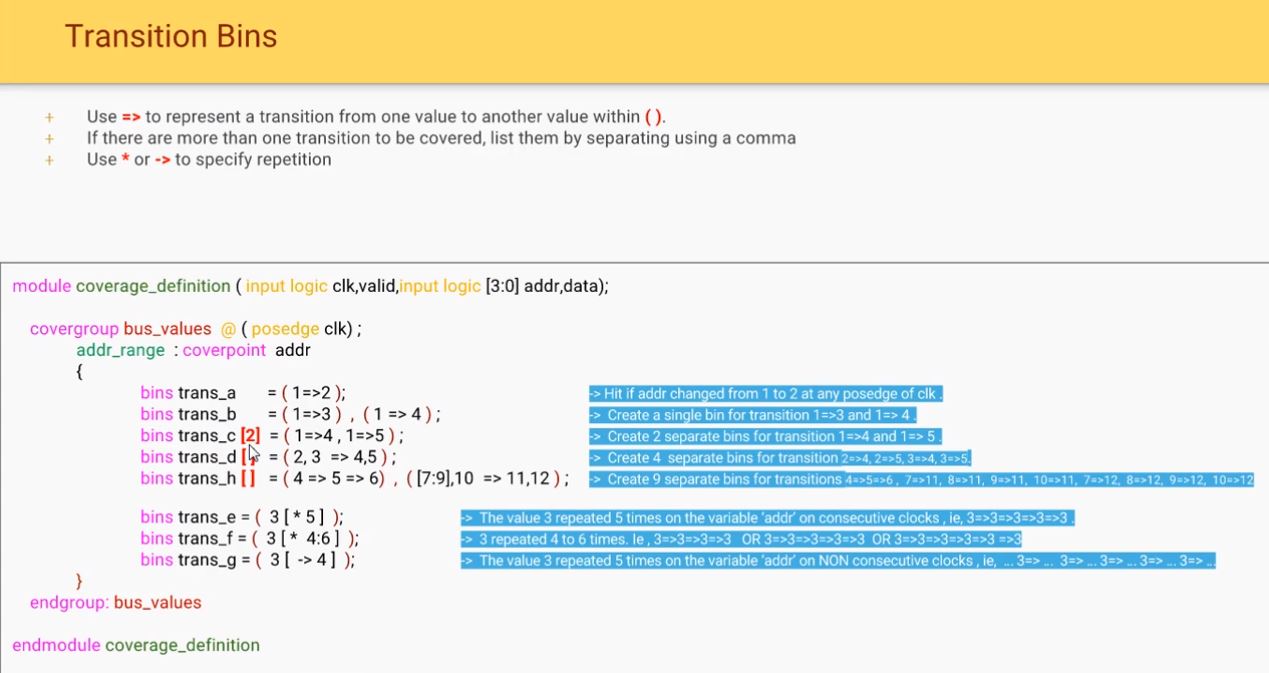 Transition Bins
+ Use => to represent a transition from one value to another value within ( ).
+ If there are more than one transition to be covered, list them by separating using a comma
+ Use * or -> to specify repetition
module coverage_definition ( input logic clk,valid,input logic [3:0] addr,data);
covergroup bus_values @ ( posedge clk) ;
addr_range : coverpoint addr
{
bins trans_a = ( 1=>2 ); -> Hit if addr changed from 1 to 2 at any posedge of clk .
bins trans_b = ( 1=>3 ) , ( 1 => 4 ) ; -> Create a single bin for transition 1=>3 and 1=> 4 .
bins trans_c [2] = ( 1=>4 , 1=>5 ) ; -> Create 2 separate bins for transition 1=>4 and 1=> 5 .
bins trans_d [ ] = ( 2, 3 => 4,5 ) ; -> Create 4 separate bins for transition 2=>4, 2=>5, 3=>4, 3=>5.
bins trans_h [ ] = ( 4 => 5 => 6) , ( [7:9],10 => 11,12 ) ; -> Create 9 separate bins for transitions 4=>5=>6 , 7=>11, 8=>11, 9=>11, 10=>11, 7=>12, 8=>12, 9=>12, 10=>12
bins trans_e = ( 3 [ * 5 ] ); -> The value 3 repeated 5 times on the variable 'addr' on consecutive clocks , ie, 3=>3=>3=>3=>3 .
bins trans_f = ( 3 [ * 4:6 ] ); -> 3 repeated 4 to 6 times. Ie , 3=>3=>3=>3 OR 3=>3=>3=>3=>3 OR 3=>3=>3=>3=>3 =>3
bins trans_g = ( 3 [ -> 4 ] ); -> The value 3 repeated 5 times on the variable 'addr' on NON consecutive clocks , ie, ... 3=> ... 3=> ... 3=> ... 3=> ... 3=> ...
}
endgroup: bus_values
endmodule coverage_definition